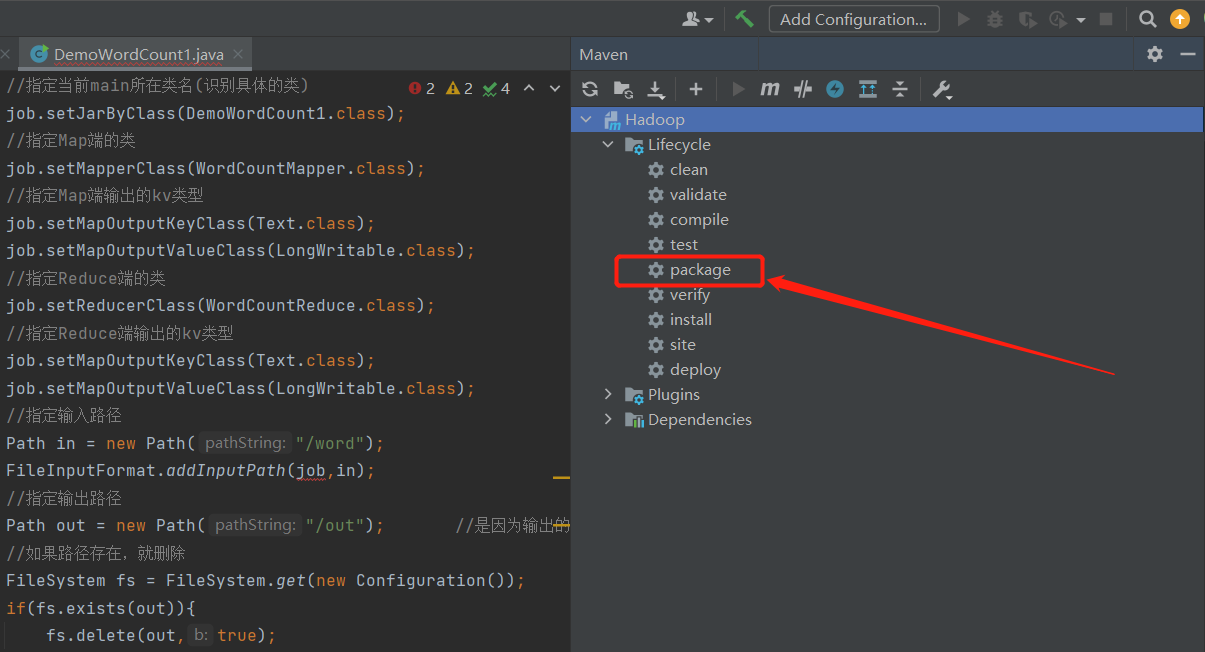 Add Configuration...
DemoWordCount1.java
Maven
//指定当前main所在类名(识别具体的类)
2 2 4
job.setJarByClass(DemoWordCount1.class);
//指定Map端的类
job.setMapperClass(WordCountMapper.class);
//指定Map端输出的kv类型
job.setMapOutputKeyClass(Text.class);
job.setMapOutputValueClass(LongWritable.class);
//指定Reduce端的类
job.setReducerClass(WordCountReduce.class);
//指定Reduce端输出的kv类型
job.setMapOutputKeyClass(Text.class);
job.setMapOutputValueClass(LongWritable.class);
//指定输入路径
Path in = new Path( pathString: "/word");
FileInputFormat.addInputPath(job,in);
//指定输出路径
Path out = new Path( pathString: "/out"); //是因为输出的
//如果路径存在，就删除
FileSystem fs = FileSystem.get(new Configuration());
if(fs.exists(out)){
fs.delete(out, b: true);
m
Hadoop
Lifecycle
clean
validate
compile
test
package
verify
install
site
deploy
Plugins
Dependencies